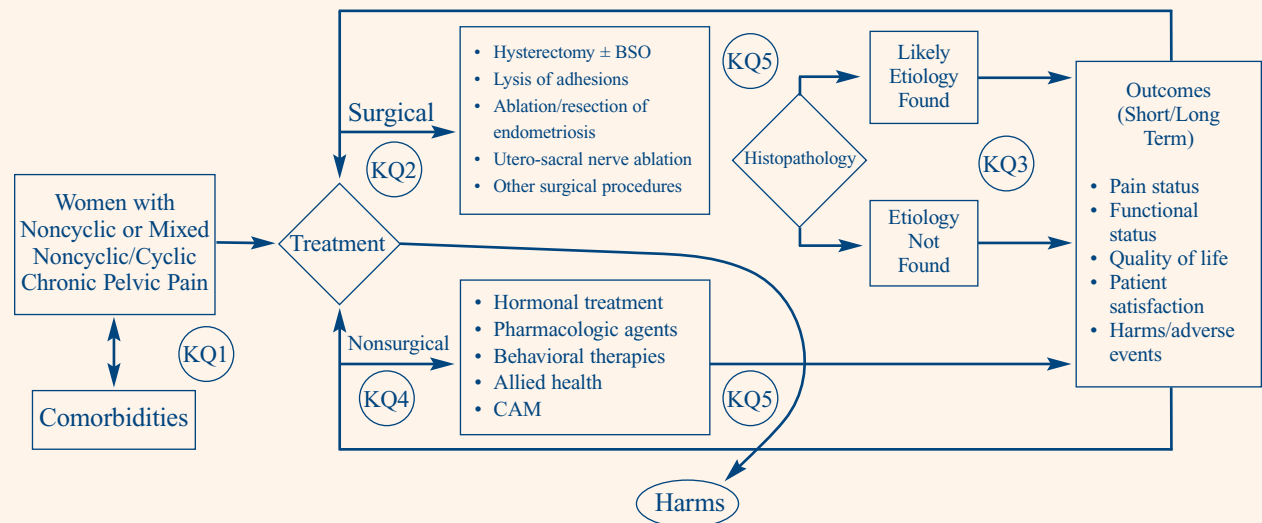 Women with
Noncyclic or Mixed
Noncyclic/Cyclic
Chronic Pelvic Pain
KQ1
Comorbidities
Treatment
Surgical
KQ2
• Hysterectomy ± BSO
• Lysis of adhesions
• Ablation/resection of
endometriosis
• Utero-sacral nerve ablation
• Other surgical procedures
Nonsurgical
KQ4
• Hormonal treatment
• Pharmacologic agents
• Behavioral therapies
• Allied health
• CAM
KQ5
Histopathology
Likely
Etiology
Found
KQ3
Etiology
Not
Found
KQ5
Harms
Outcomes
(Short/Long
Term)
• Pain status
• Functional
status
• Quality of life
• Patient
satisfaction
• Harms/adverse
events